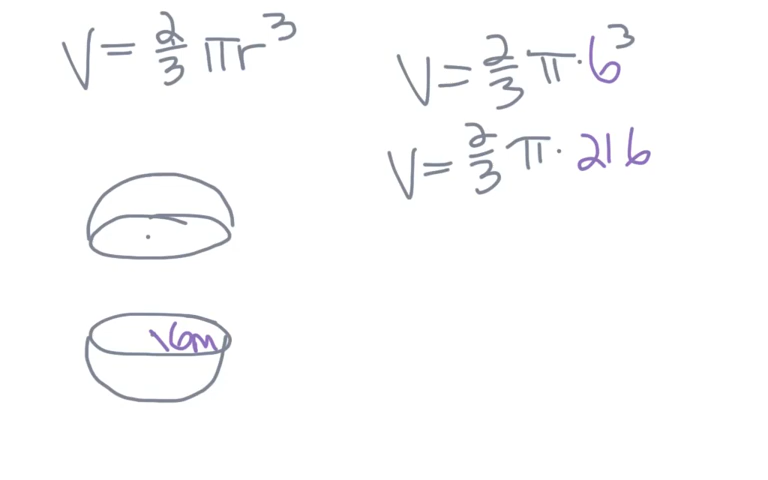 V = 2/3 πr³
V = 2/3 π · 6³
V = 2/3 π · 216
6m